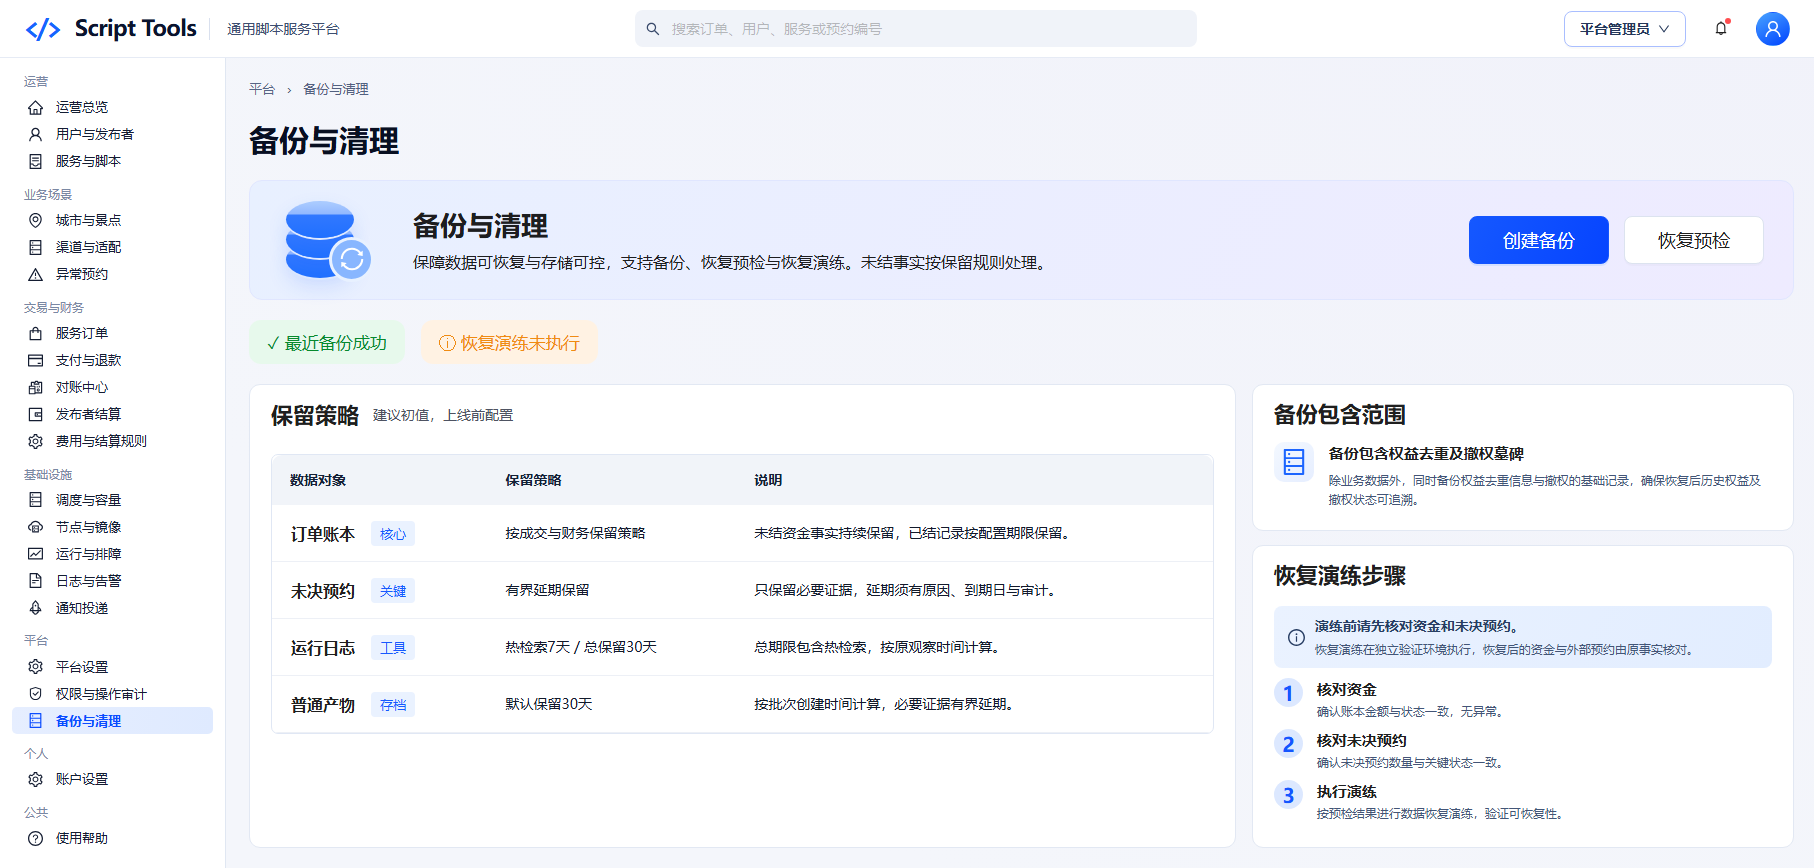 Script Tools
通用脚本服务平台
搜索订单、用户、服务或预约编号
平台管理员
运营
运营总览
用户与发布者
服务与脚本
业务场景
城市与景点
渠道与适配
异常预约
交易与财务
服务订单
支付与退款
对账中心
发布者结算
费用与结算规则
基础设施
调度与容量
节点与镜像
运行与排障
日志与告警
通知投递
平台
平台设置
权限与操作审计
备份与清理
个人
账户设置
公共
使用帮助
平台 › 备份与清理
备份与清理
备份与清理
保障数据可恢复与存储可控，支持备份、恢复预检与恢复演练。未结事实按保留规则处理。
创建备份
恢复预检
✓ 最近备份成功
恢复演练未执行
保留策略 建议初值，上线前配置
数据对象 保留策略 说明
订单账本 核心 按成交与财务保留策略 未结资金事实持续保留，已结记录按配置期限保留。
未决预约 关键 有界延期保留 只保留必要证据，延期须有原因、到期日与审计。
运行日志 工具 热检索7天 / 总保留30天 总期限包含热检索，按原观察时间计算。
普通产物 存档 默认保留30天 按批次创建时间计算，必要证据有界延期。
备份包含范围
备份包含权益去重及撤权墓碑
除业务数据外，同时备份权益去重信息与撤权的基础记录，确保恢复后历史权益及
撤权状态可追溯。
恢复演练步骤
演练前请先核对资金和未决预约。
恢复演练在独立验证环境执行，恢复后的资金与外部预约由原事实核对。
1 核对资金
确认账本金额与状态一致，无异常。
2 核对未决预约
确认未决预约数量与关键状态一致。
3 执行演练
按预检结果进行数据恢复演练，验证可恢复性。